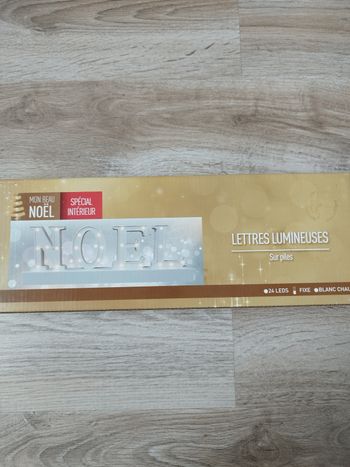 MON BEAU
NOËL
SPÉCIAL
INTÉRIEUR
NOEL
LETTRES LUMINEUSES
Sur piles
24 LEDS
FIXE
BLANC CHAU